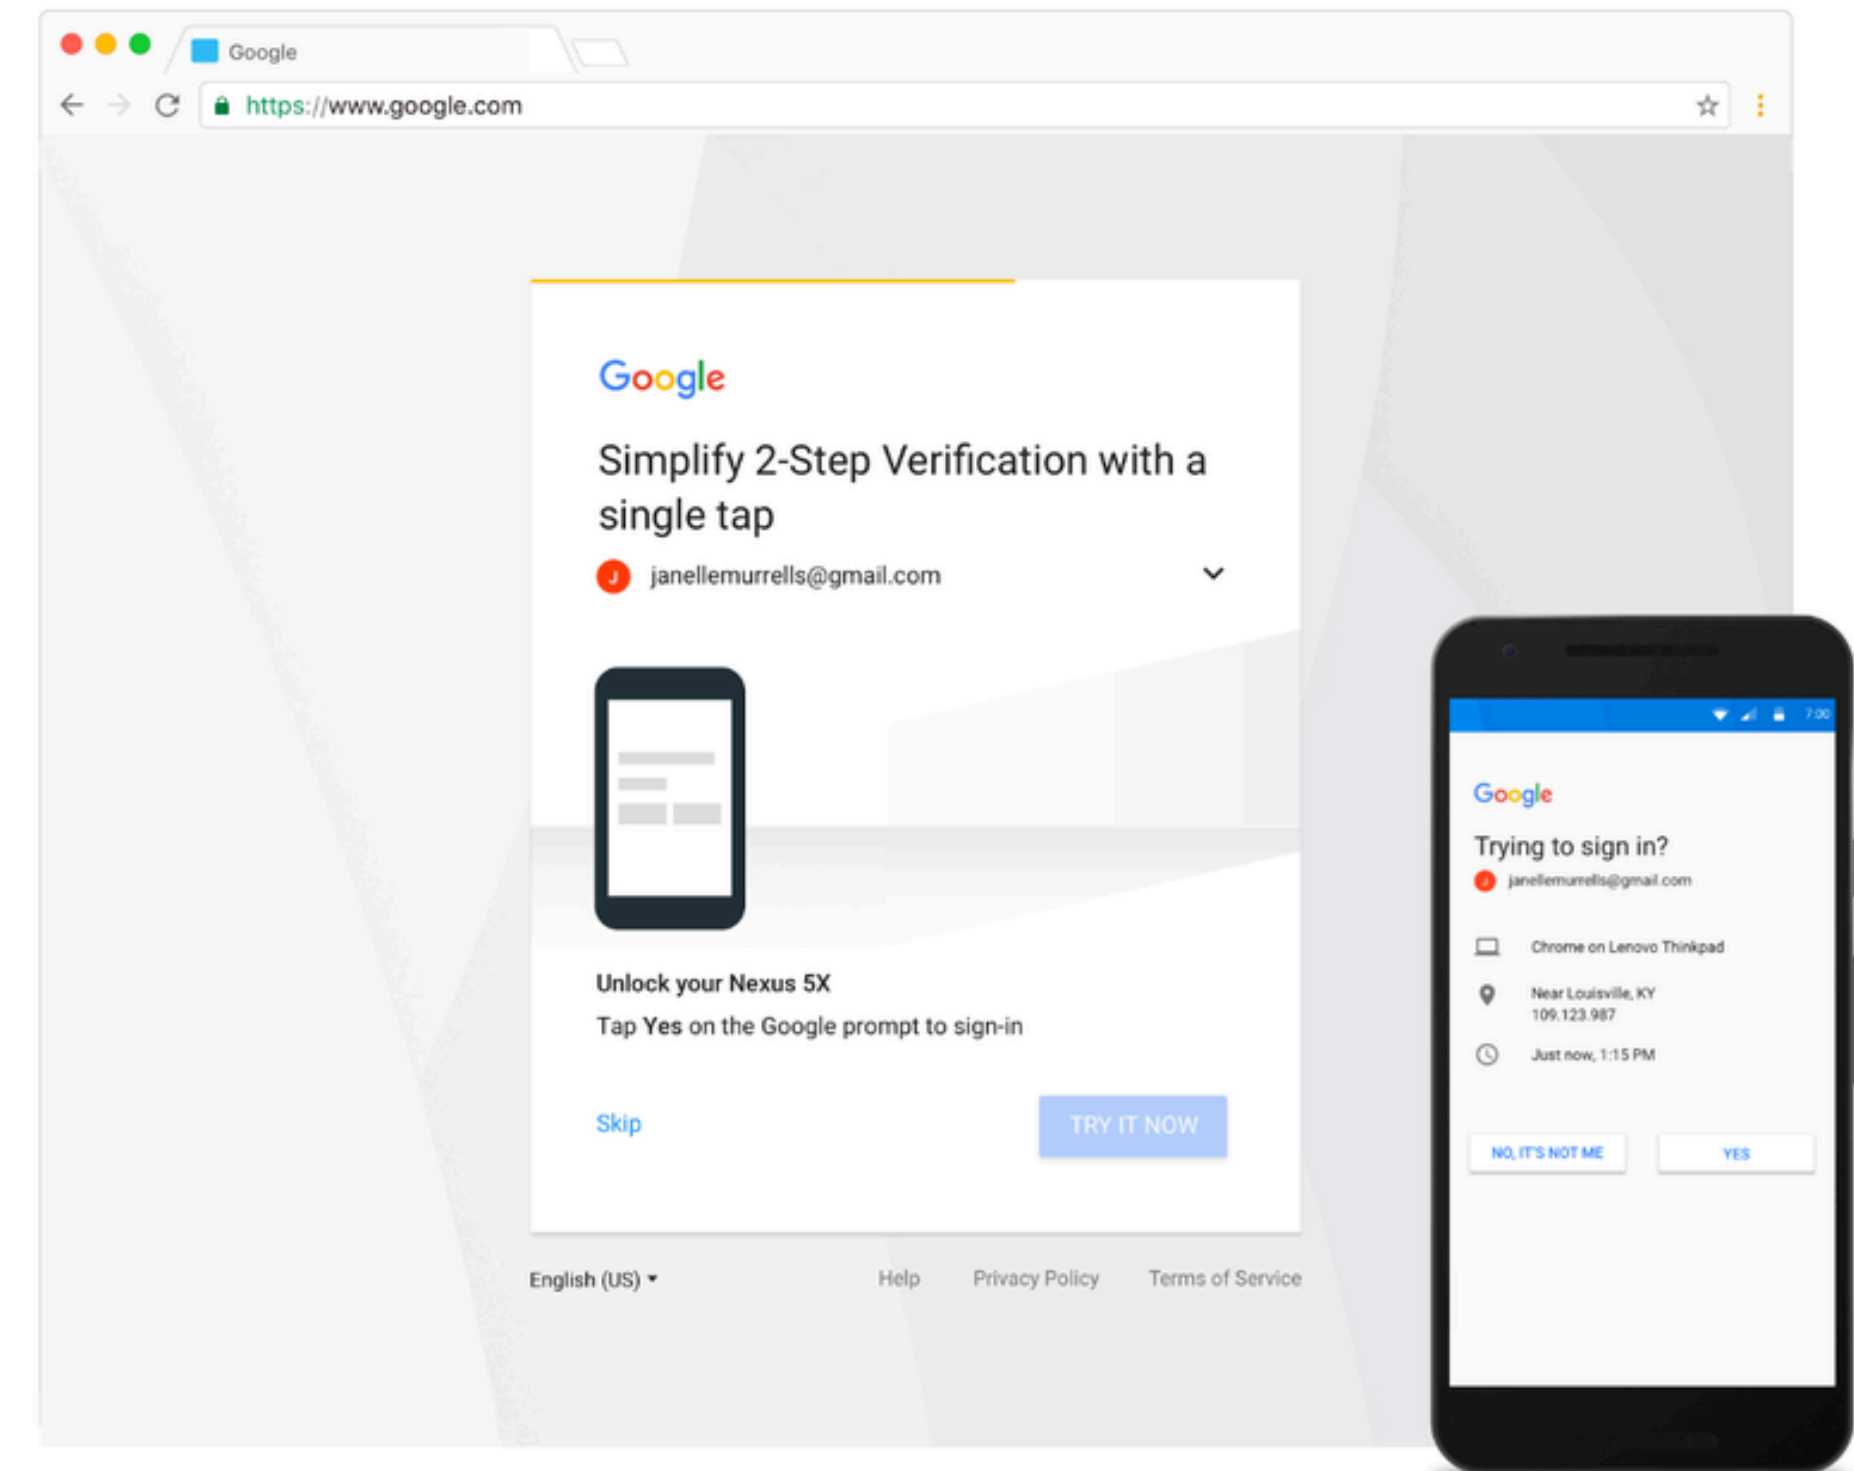 Google
https://www.google.com
Google
Simplify 2-Step Verification with a
single tap
J janellemurrells@gmail.com
Unlock your Nexus 5X
Tap Yes on the Google prompt to sign-in
Skip
TRY IT NOW
English (US)
Help
Privacy Policy
Terms of Service
7:00
Google
Trying to sign in?
J janellemurrells@gmail.com
Chrome on Lenovo Thinkpad
Near Louisville, KY
109.123.987
Just now, 1:15 PM
NO, IT'S NOT ME
YES